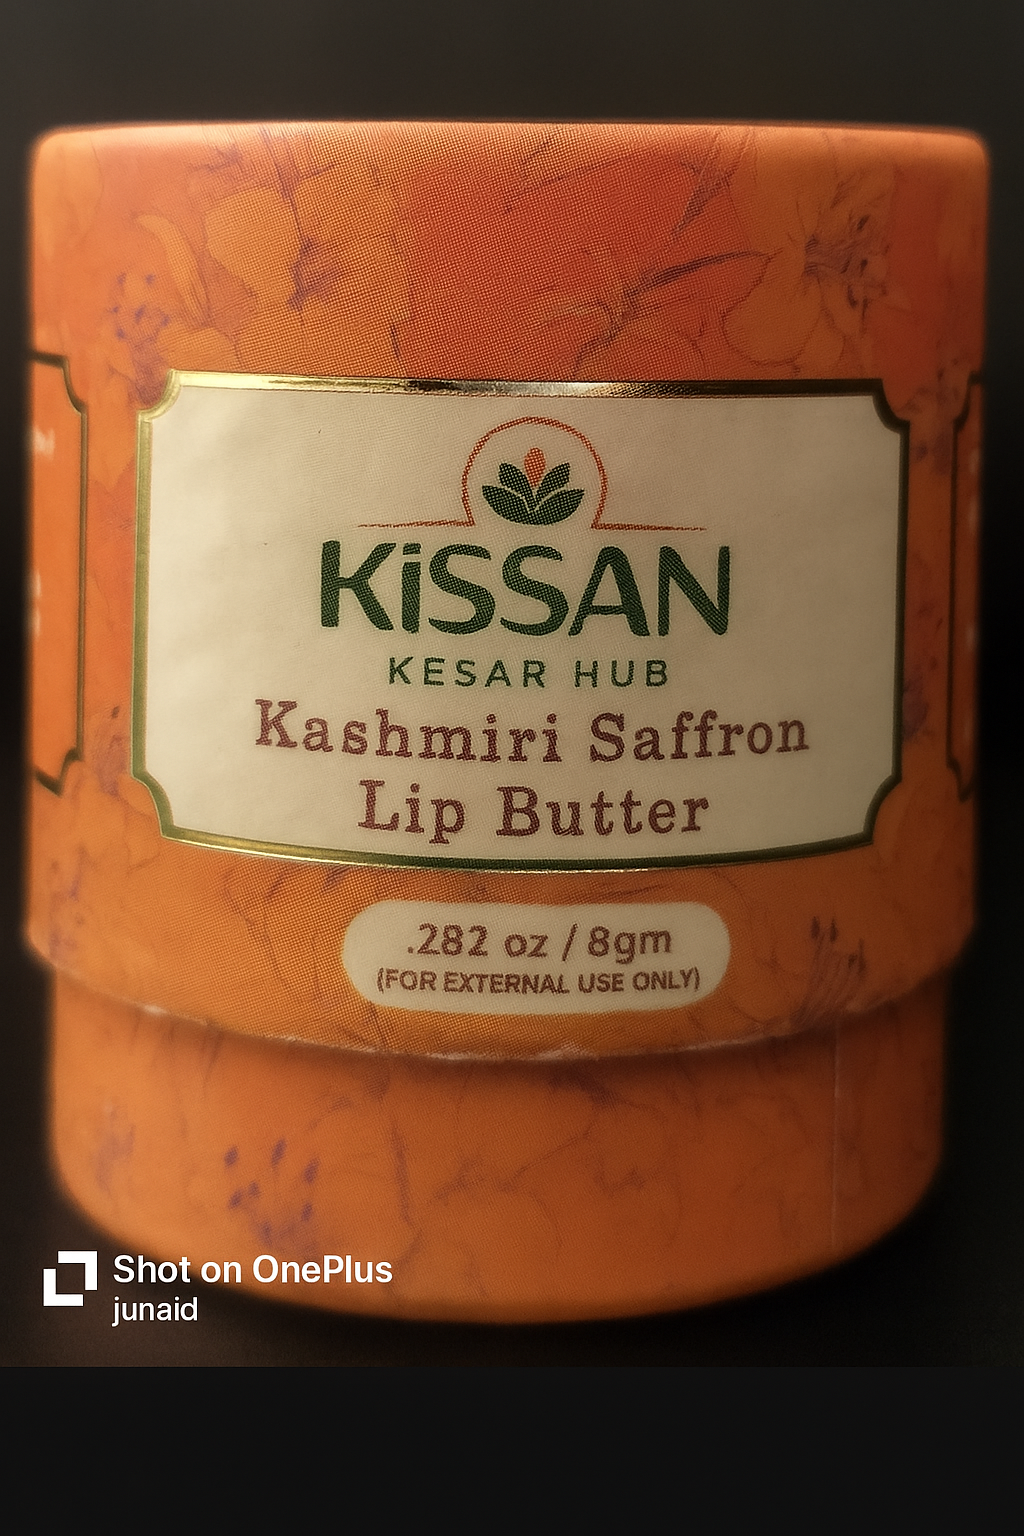 KiSSAN
KESAR HUB
Kashmiri Saffron
Lip Butter
.282 oz / 8gm
(FOR EXTERNAL USE ONLY)
Shot on OnePlus
junaid